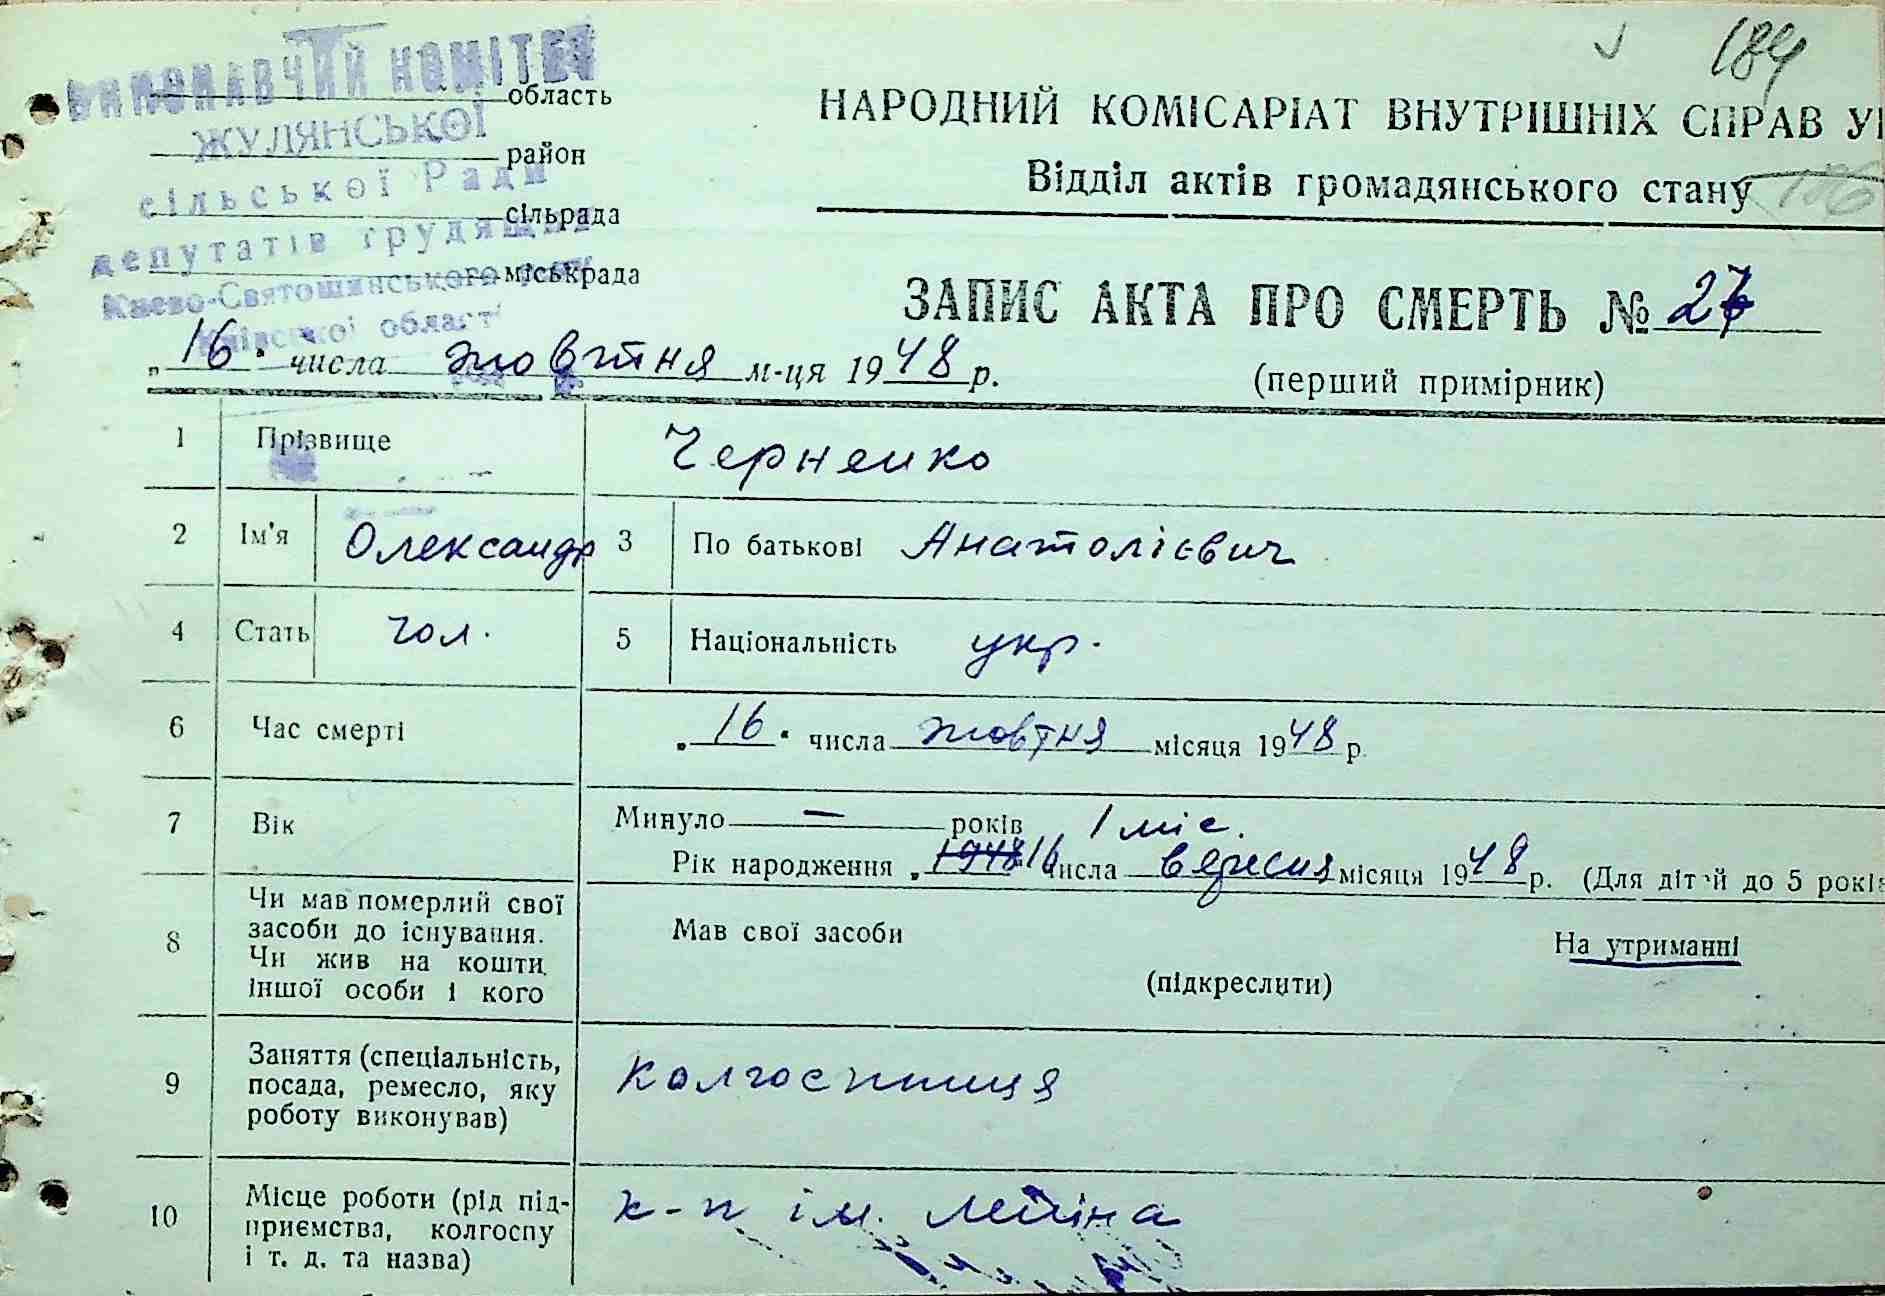 189
ВИКОНАВЧИЙ КОМІТЕТ
область
ЖУЛЯНСЬКОЇ
район
сільської Ради
сільрада
депутатів трудящих
міськрада
Києво-Святошинського
Київської області
НАРОДНИЙ КОМІСАРІАТ ВНУТРІШНІХ СПРАВ У
Відділ актів громадянського стану
186
ЗАПИС АКТА ПРО СМЕРТЬ № 27
„16“ числа жовтня м-ця 1948 р.
(перший примірник)
1 Прізвище Черненко
2 Ім'я Олександр 3 По батькові Анатолієвич
4 Стать чол. 5 Національність укр.
6 Час смерті „16“ числа жовтня місяця 1948 р.
7 Вік Минуло — років 1 міс.
Рік народження „1948 16 числа вересня місяця 1948 р. (Для дітей до 5 років
8 Чи мав померлий свої
засоби до існування.
Чи жив на кошти
іншої особи і кого
Мав свої засоби На утриманні
(підкреслити)
9 Заняття (спеціальність,
посада, ремесло, яку
роботу виконував)
колгоспниця
10 Місце роботи (рід під-
приємства, колгоспу
і т. д. та назва)
к-п ім. Леніна